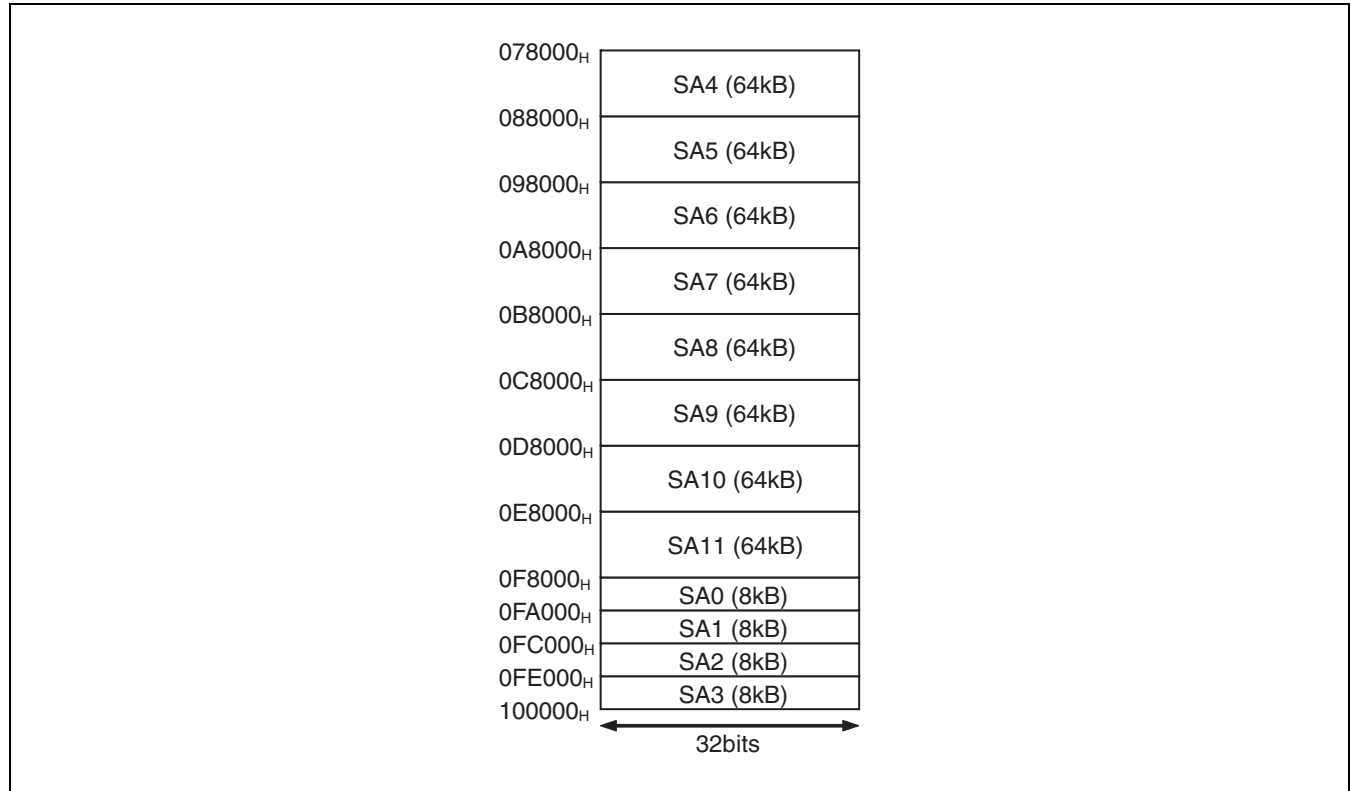 078000H
SA4 (64kB)
088000H
SA5 (64kB)
098000H
SA6 (64kB)
0A8000H
SA7 (64kB)
0B8000H
SA8 (64kB)
0C8000H
SA9 (64kB)
0D8000H
SA10 (64kB)
0E8000H
SA11 (64kB)
0F8000H
SA0 (8kB)
0FA000H
SA1 (8kB)
0FC000H
SA2 (8kB)
0FE000H
SA3 (8kB)
100000H
32bits